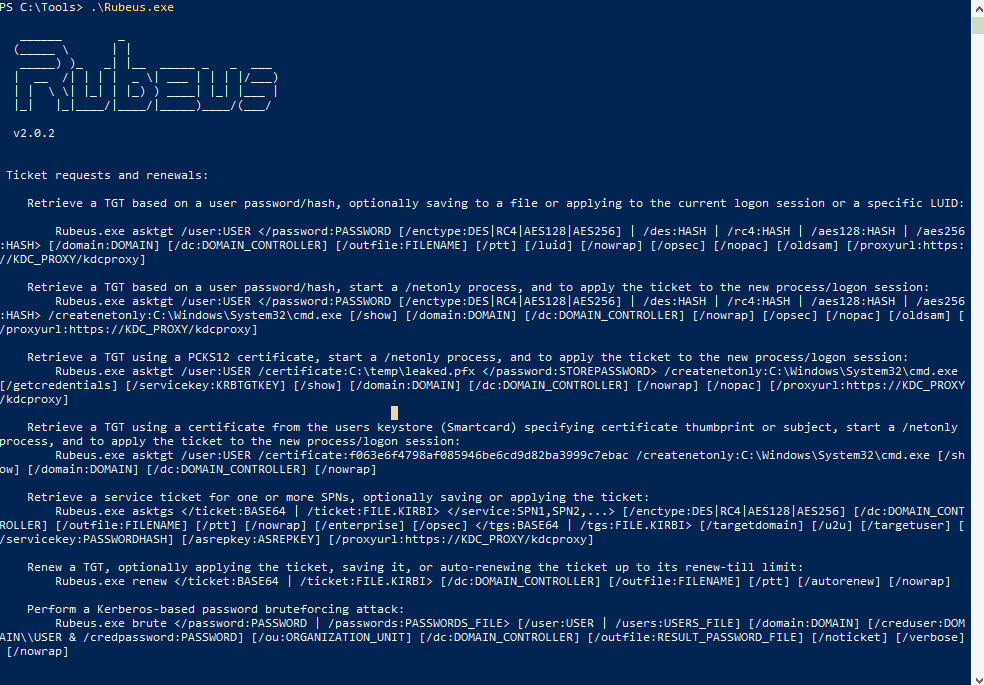 PS C:\Tools> .\Rubeus.exe
Rubeus
v2.0.2
Ticket requests and renewals:
Retrieve a TGT based on a user password/hash, optionally saving to a file or applying to the current logon session or a specific LUID:
Rubeus.exe asktgt /user:USER </password:PASSWORD [/enctype:DES|RC4|AES128|AES256] | /des:HASH | /rc4:HASH | /aes128:HASH | /aes256
:HASH> [/domain:DOMAIN] [/dc:DOMAIN_CONTROLLER] [/outfile:FILENAME] [/ptt] [/luid] [/nowrap] [/opsec] [/nopac] [/oldsam] [/proxyurl:https:
//KDC_PROXY/kdcproxy]
Retrieve a TGT based on a user password/hash, start a /netonly process, and to apply the ticket to the new process/logon session:
Rubeus.exe asktgt /user:USER </password:PASSWORD [/enctype:DES|RC4|AES128|AES256] | /des:HASH | /rc4:HASH | /aes128:HASH | /aes256
:HASH> /createnetonly:C:\Windows\System32\cmd.exe [/show] [/domain:DOMAIN] [/dc:DOMAIN_CONTROLLER] [/nowrap] [/opsec] [/nopac] [/oldsam] [
/proxyurl:https://KDC_PROXY/kdcproxy]
Retrieve a TGT using a PCKS12 certificate, start a /netonly process, and to apply the ticket to the new process/logon session:
Rubeus.exe asktgt /user:USER /certificate:C:\temp\leaked.pfx </password:STOREPASSWORD> /createnetonly:C:\Windows\System32\cmd.exe
[/getcredentials] [/servicekey:KRBTGTKEY] [/show] [/domain:DOMAIN] [/dc:DOMAIN_CONTROLLER] [/nowrap] [/nopac] [/proxyurl:https://KDC_PROXY
/kdcproxy]
Retrieve a TGT using a certificate from the users keystore (Smartcard) specifying certificate thumbprint or subject, start a /netonly
process, and to apply the ticket to the new process/logon session:
Rubeus.exe asktgt /user:USER /certificate:f063e6f4798af085946be6cd9d82ba3999c7ebac /createnetonly:C:\Windows\System32\cmd.exe [/sh
ow] [/domain:DOMAIN] [/dc:DOMAIN_CONTROLLER] [/nowrap]
Retrieve a service ticket for one or more SPNs, optionally saving or applying the ticket:
Rubeus.exe asktgs </ticket:BASE64 | /ticket:FILE.KIRBI> </service:SPN1,SPN2,...> [/enctype:DES|RC4|AES128|AES256] [/dc:DOMAIN_CONT
ROLLER] [/outfile:FILENAME] [/ptt] [/nowrap] [/enterprise] [/opsec] </tgs:BASE64 | /tgs:FILE.KIRBI> [/targetdomain] [/u2u] [/targetuser] [
/servicekey:PASSWORDHASH] [/asrepkey:ASREPKEY] [/proxyurl:https://KDC_PROXY/kdcproxy]
Renew a TGT, optionally applying the ticket, saving it, or auto-renewing the ticket up to its renew-till limit:
Rubeus.exe renew </ticket:BASE64 | /ticket:FILE.KIRBI> [/dc:DOMAIN_CONTROLLER] [/outfile:FILENAME] [/ptt] [/autorenew] [/nowrap]
Perform a Kerberos-based password bruteforcing attack:
Rubeus.exe brute </password:PASSWORD | /passwords:PASSWORDS_FILE> [/user:USER | /users:USERS_FILE] [/domain:DOMAIN] [/creduser:DOM
AIN\\USER & /credpassword:PASSWORD] [/ou:ORGANIZATION_UNIT] [/dc:DOMAIN_CONTROLLER] [/outfile:RESULT_PASSWORD_FILE] [/noticket] [/verbose]
[/nowrap]